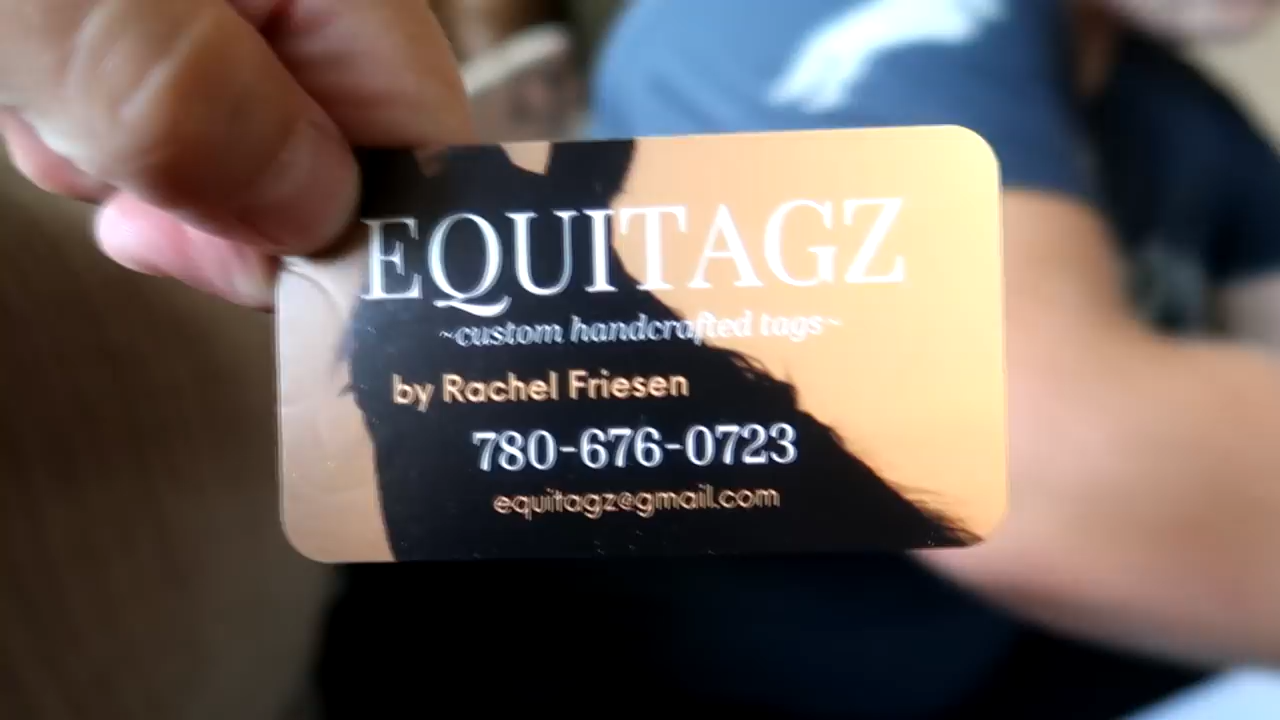 EQUITAGZ
~custom handcrafted tags~
by Rachel Friesen
780-676-0723
equitagz@gmail.com